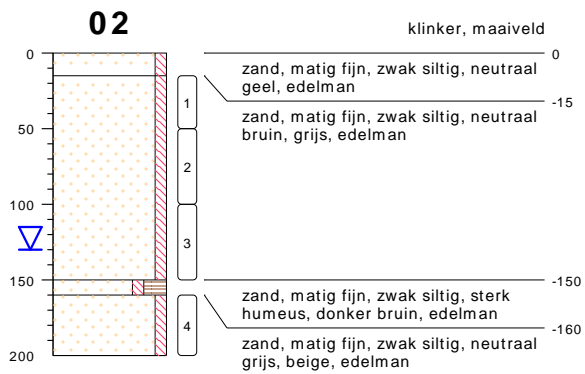 02
klinker, maaiveld
0
0
zand, matig fijn, zwak siltig, neutraal
geel, edelman
-15
1
zand, matig fijn, zwak siltig, neutraal
bruin, grijs, edelman
50
2
100
3
150
-150
zand, matig fijn, zwak siltig, sterk
humeus, donker bruin, edelman
-160
4
zand, matig fijn, zwak siltig, neutraal
grijs, beige, edelman
200